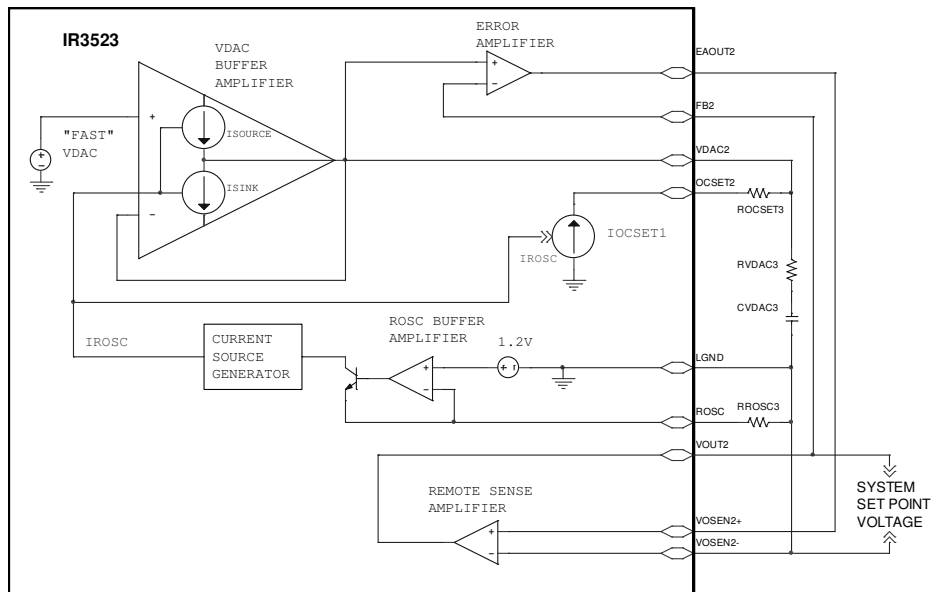 IR3523
ERROR
AMPLIFIER
VDAC
BUFFER
AMPLIFIER
EAOUT2
+
-
FB2
+
"FAST"
VDAC
+
-
ISOURCE
VDAC2
ISINK
-
OCSET2
ROCSET3
IOCSET1
IROSC
RVDAC3
CVDAC3
ROSC BUFFER
AMPLIFIER
IROSC
CURRENT
SOURCE
GENERATOR
1.2V
+
-
+ -
LGND
ROSC
RROSC3
VOUT2
SYSTEM
SET POINT
VOLTAGE
REMOTE SENSE
AMPLIFIER
+
-
VOSEN2+
VOSEN2-